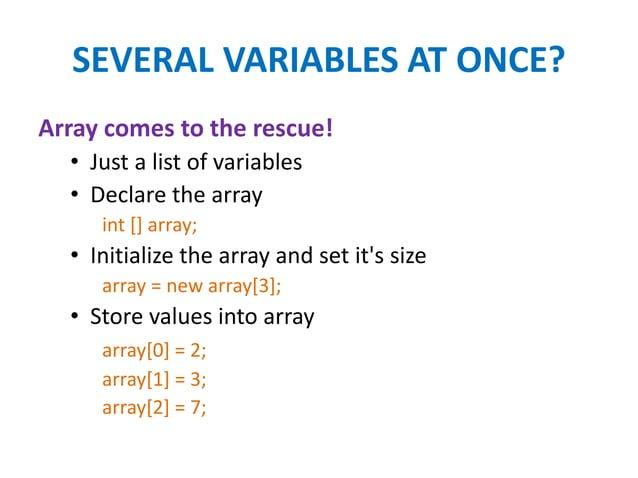 SEVERAL VARIABLES AT ONCE?
Array comes to the rescue!
• Just a list of variables
• Declare the array
int [] array;
• Initialize the array and set it's size
array = new array[3];
• Store values into array
array[0] = 2;
array[1] = 3;
array[2] = 7;